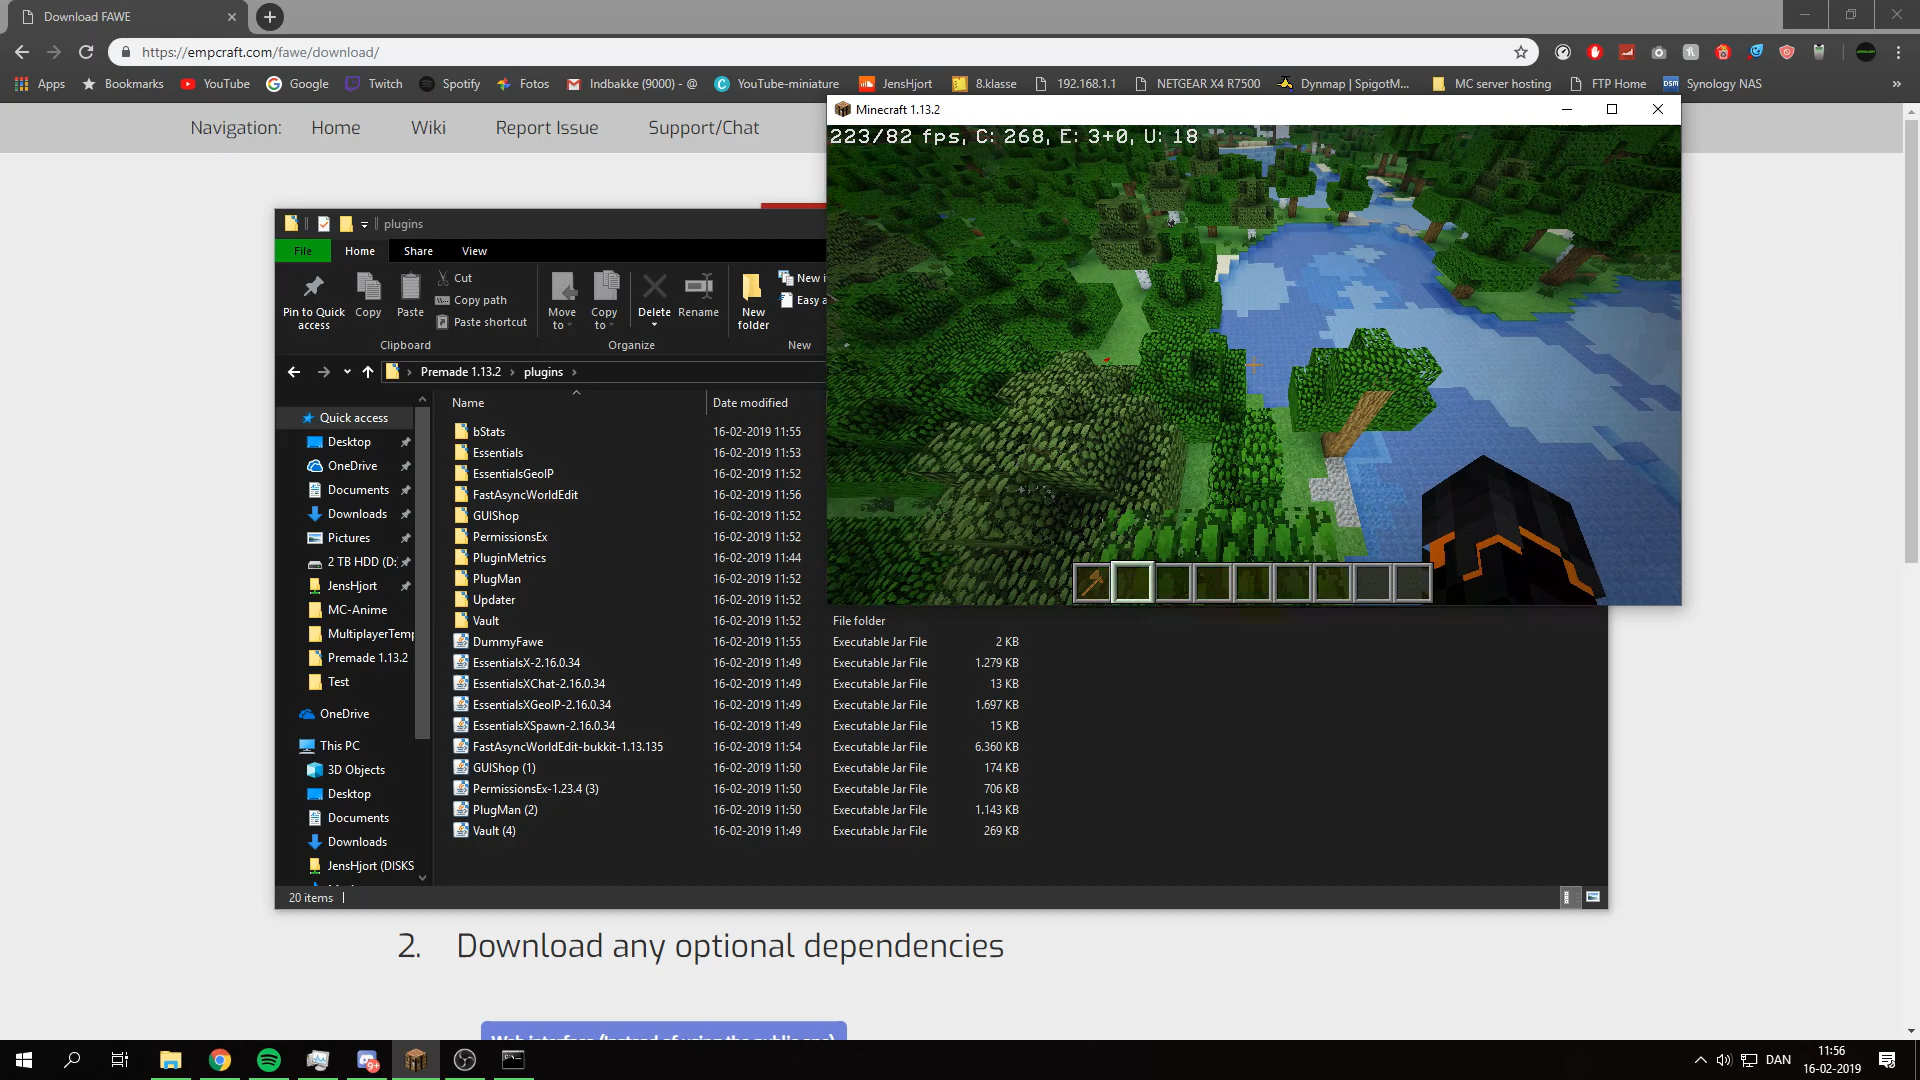 Download FAWE
https://empcraft.com/fawe/download/
Apps Bookmarks YouTube Google Twitch Spotify Fotos Indbakke (9000) - @ YouTube-miniature JensHjort 8.klasse 192.168.1.1 NETGEAR X4 R7500 Dynmap | SpigotM... MC server hosting FTP Home Synology NAS »
Navigation: Home Wiki Report Issue Support/Chat
Minecraft 1.13.2
223/82 fps, C: 268, E: 3+0, U: 18
plugins
File Home Share View
Pin to Quick access
Copy
Paste
Cut
Copy path
Paste shortcut
Clipboard
Move to
Copy to
Delete
Rename
Organize
New folder
New i
Easy a
New
Premade 1.13.2 › plugins ›
Name Date modified
Quick access
Desktop
OneDrive
Documents
Downloads
Pictures
2 TB HDD (D:
JensHjort
MC-Anime
MultiplayerTemp
Premade 1.13.2
Test
OneDrive
This PC
3D Objects
Desktop
Documents
Downloads
JensHjort (DISKS
bStats 16-02-2019 11:55
Essentials 16-02-2019 11:53
EssentialsGeoIP 16-02-2019 11:52
FastAsyncWorldEdit 16-02-2019 11:56
GUIShop 16-02-2019 11:52
PermissionsEx 16-02-2019 11:52
PluginMetrics 16-02-2019 11:44
PlugMan 16-02-2019 11:52
Updater 16-02-2019 11:52
Vault 16-02-2019 11:52 File folder
DummyFawe 16-02-2019 11:55 Executable Jar File 2 KB
EssentialsX-2.16.0.34 16-02-2019 11:49 Executable Jar File 1.279 KB
EssentialsXChat-2.16.0.34 16-02-2019 11:49 Executable Jar File 13 KB
EssentialsXGeoIP-2.16.0.34 16-02-2019 11:49 Executable Jar File 1.697 KB
EssentialsXSpawn-2.16.0.34 16-02-2019 11:49 Executable Jar File 15 KB
FastAsyncWorldEdit-bukkit-1.13.135 16-02-2019 11:54 Executable Jar File 6.360 KB
GUIShop (1) 16-02-2019 11:50 Executable Jar File 174 KB
PermissionsEx-1.23.4 (3) 16-02-2019 11:50 Executable Jar File 706 KB
PlugMan (2) 16-02-2019 11:50 Executable Jar File 1.143 KB
Vault (4) 16-02-2019 11:49 Executable Jar File 269 KB
20 items
2. Download any optional dependencies
DAN
11:56
16-02-2019